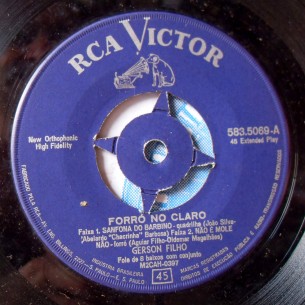 RCA VICTOR
New Orthophonic
High Fidelity
583.5069-A
45 Extended Play
FORRÓ NO CLARO
Faixa 1. SANFONA DO BARBINO - quadrilha (João Silva-
"Abelardo "Chacrinha" Barbosa) Faixa 2. NÃO É MOLE
NÃO - forró (Aguiar Filho-Oldemar Magalhães)
GERSON FILHO
Fole de 8 baixos com conjunto
M2CAH-0397
INDÚSTRIA BRASILEIRA
S. PAULO
45
MARCAS REGISTRADAS